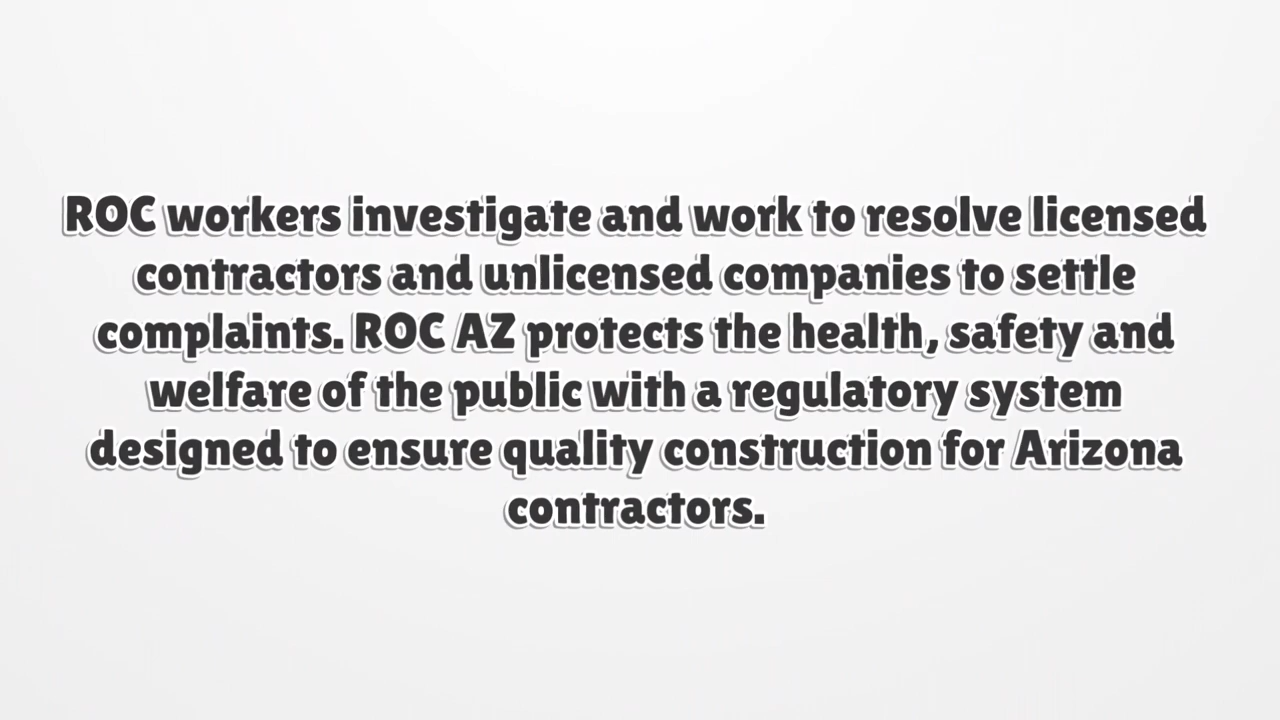 ROC workers investigate and work to resolve licensed
contractors and unlicensed companies to settle
complaints. ROC AZ protects the health, safety and
welfare of the public with a regulatory system
designed to ensure quality construction for Arizona
contractors.